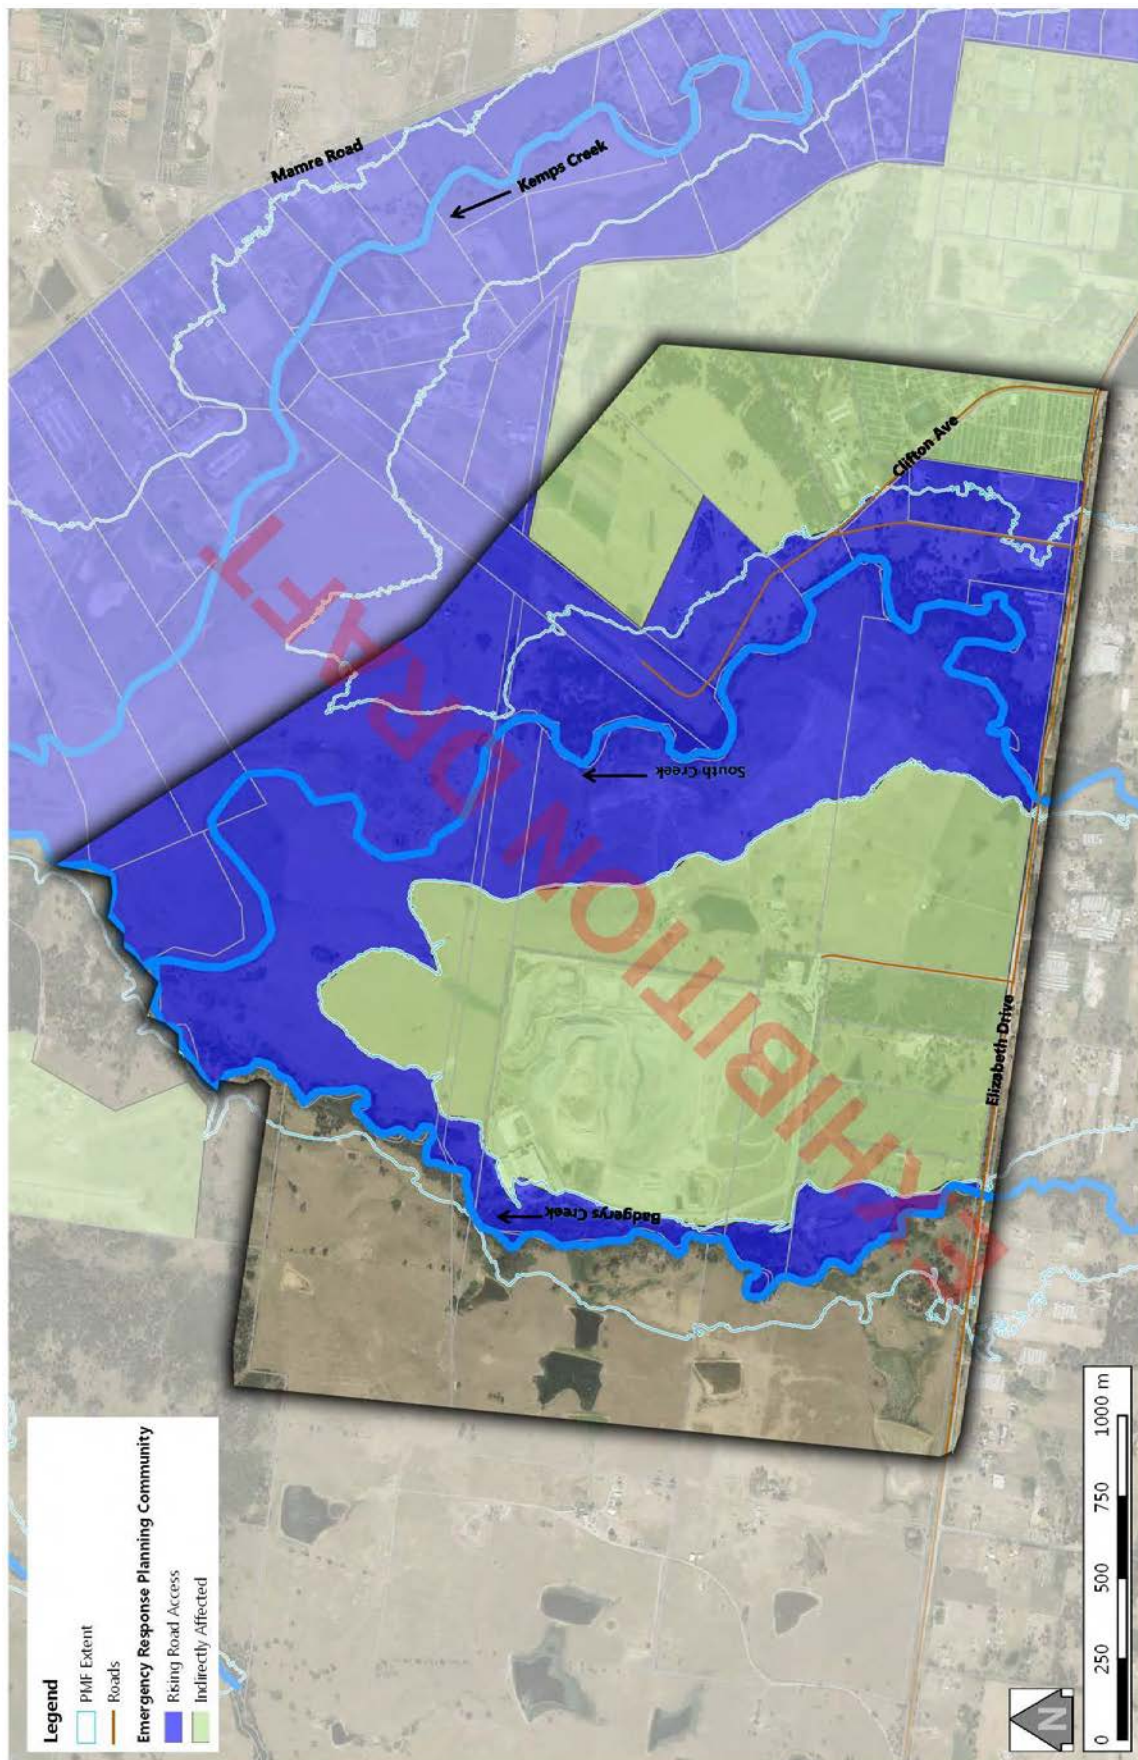 Legend
PMF Extent
Roads
Emergency Response Planning Community
Rising Road Access
Indirectly Affected
Mamre Road
Kemps Creek
Clifton Ave
South Creek
Badgerys Creek
Elizabeth Drive
EXHIBITION DRAFT
N
0 250 500 750 1000 m